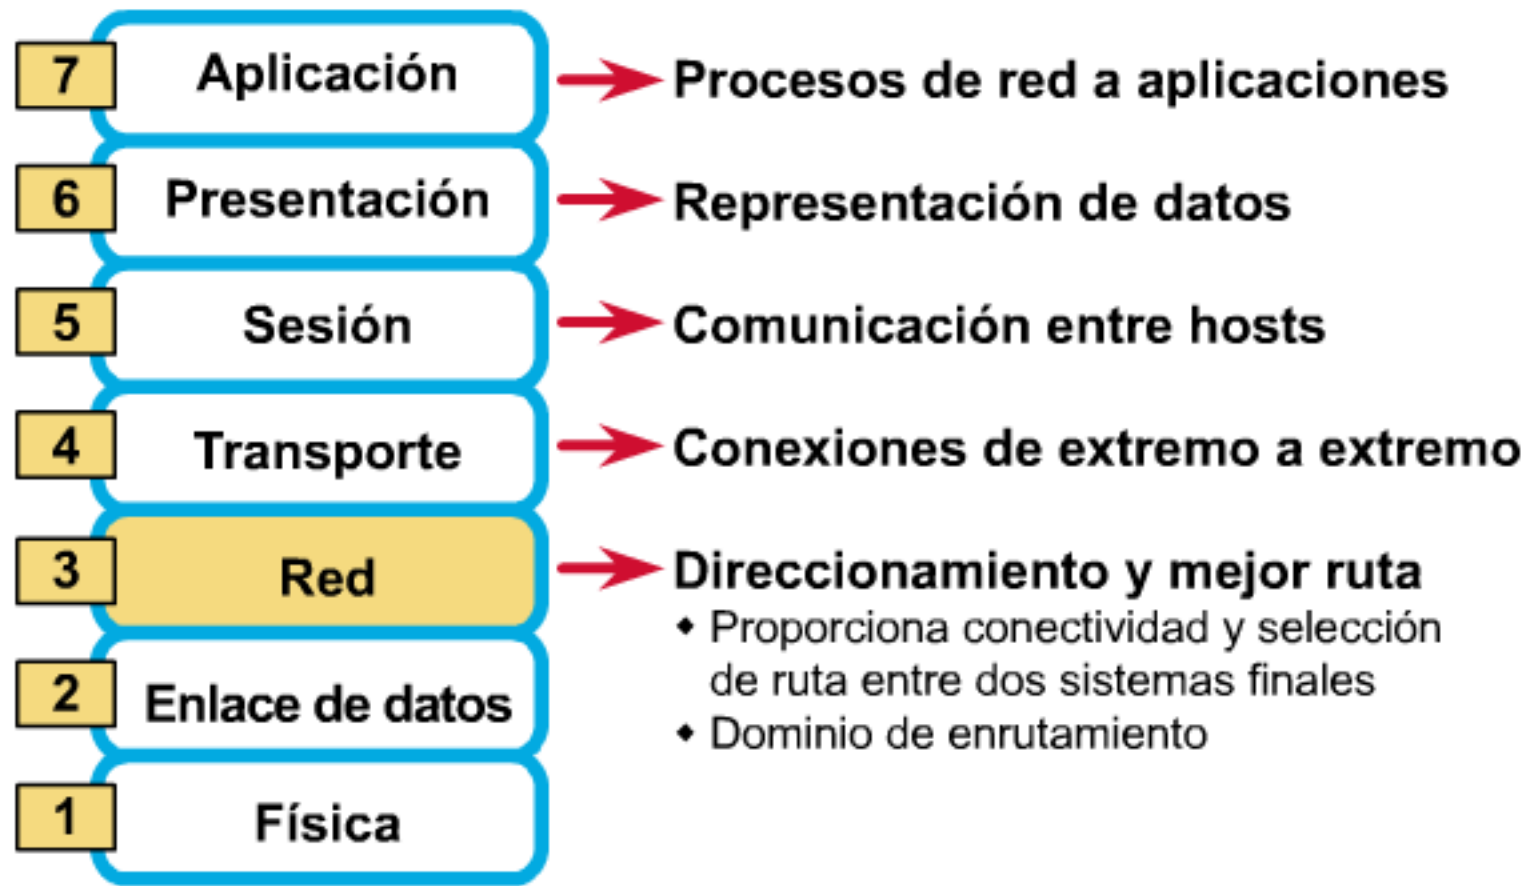 7 Aplicación Procesos de red a aplicaciones
6 Presentación Representación de datos
5 Sesión Comunicación entre hosts
4 Transporte Conexiones de extremo a extremo
3 Red Direccionamiento y mejor ruta
◆ Proporciona conectividad y selección
de ruta entre dos sistemas finales
◆ Dominio de enrutamiento
2 Enlace de datos
1 Física